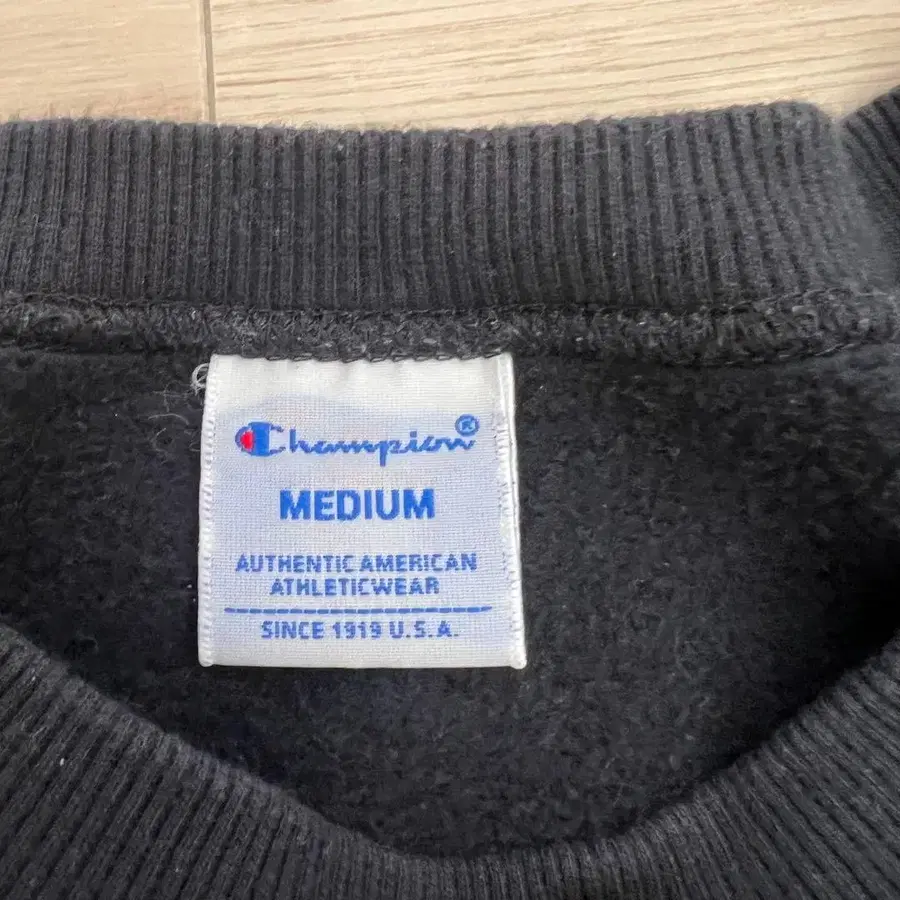 Champion®
MEDIUM
AUTHENTIC AMERICAN
ATHLETICWEAR
SINCE 1919 U.S.A.